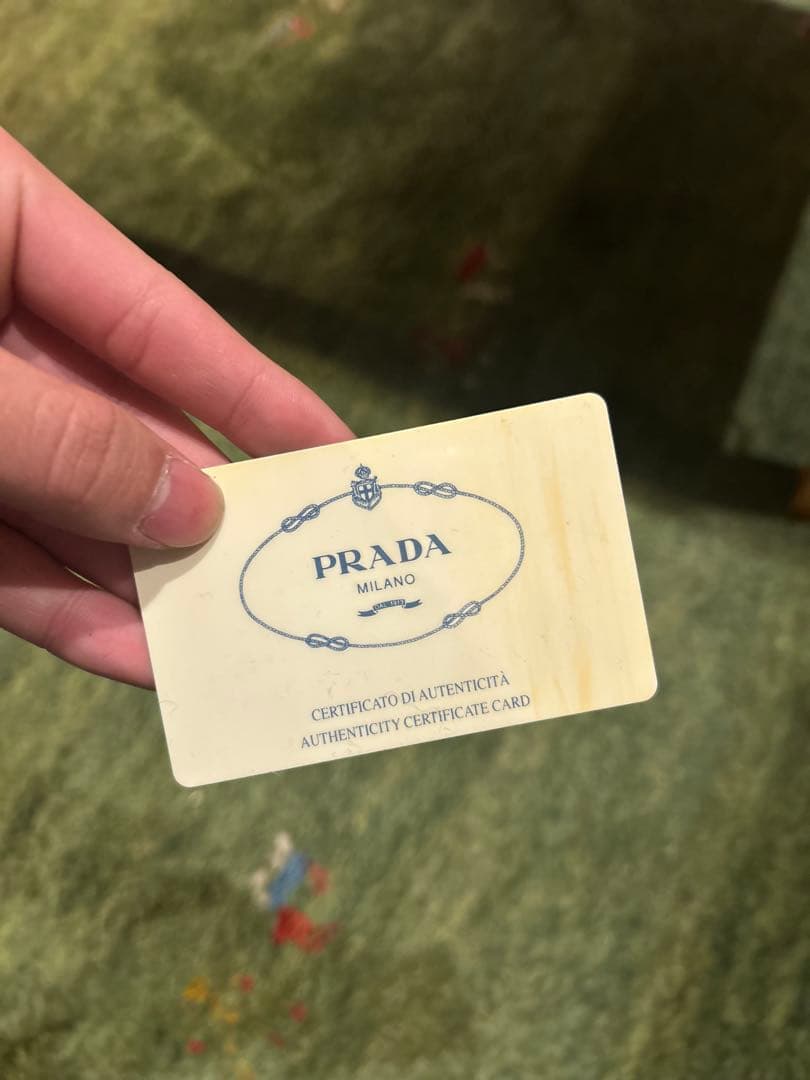 PRADA
MILANO
DAL 1913
CERTIFICATO DI AUTENTICITÀ
AUTHENTICITY CERTIFICATE CARD